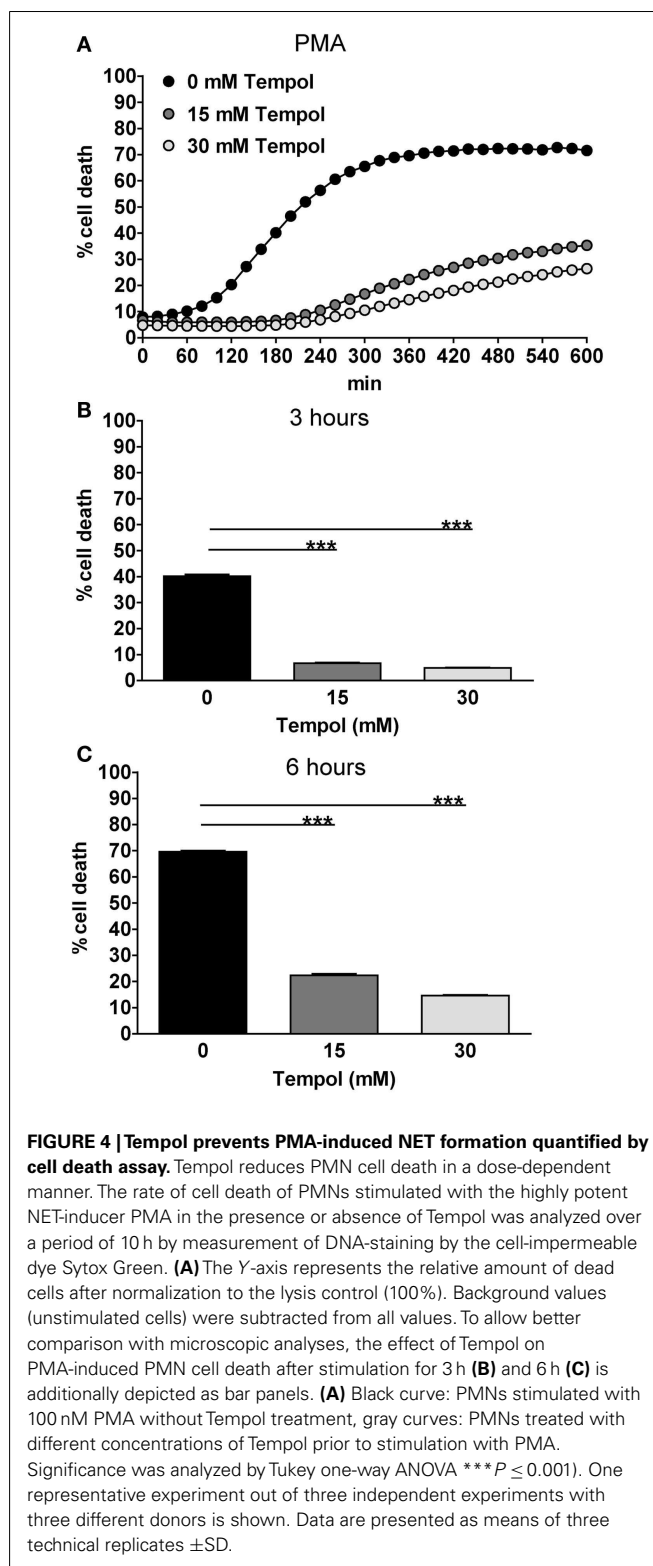 A
PMA
0 mM Tempol
15 mM Tempol
30 mM Tempol
% cell death
100
90
80
70
60
50
40
30
20
10
0
0 60 120 180 240 300 360 420 480 540 600
min
B
3 hours
% cell death
100
90
80
70
60
50
40
30
20
10
0
***
***
0 15 30
Tempol (mM)
C
6 hours
% cell death
100
90
80
70
60
50
40
30
20
10
0
***
***
0 15 30
Tempol (mM)
FIGURE 4 | Tempol prevents PMA-induced NET formation quantified by
cell death assay. Tempol reduces PMN cell death in a dose-dependent
manner. The rate of cell death of PMNs stimulated with the highly potent
NET-inducer PMA in the presence or absence of Tempol was analyzed over
a period of 10 h by measurement of DNA-staining by the cell-impermeable
dye Sytox Green. (A) The Y-axis represents the relative amount of dead
cells after normalization to the lysis control (100%). Background values
(unstimulated cells) were subtracted from all values. To allow better
comparison with microscopic analyses, the effect of Tempol on
PMA-induced PMN cell death after stimulation for 3 h (B) and 6 h (C) is
additionally depicted as bar panels. (A) Black curve: PMNs stimulated with
100 nM PMA without Tempol treatment, gray curves: PMNs treated with
different concentrations of Tempol prior to stimulation with PMA.
Significance was analyzed by Tukey one-way ANOVA ***P ≤ 0.001). One
representative experiment out of three independent experiments with
three different donors is shown. Data are presented as means of three
technical replicates ±SD.